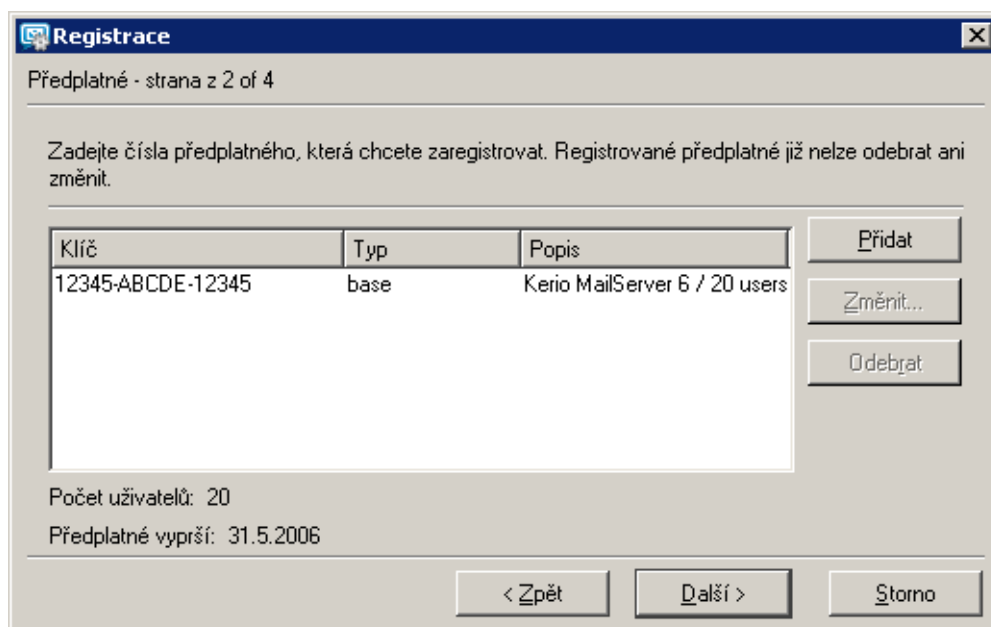 Registrace
Předplatné - strana z 2 of 4
Zadejte čísla předplatného, která chcete zaregistrovat. Registrované předplatné již nelze odebrat ani
změnit.
Klíč Typ Popis
12345-ABCDE-12345 base Kerio MailServer 6 / 20 users
Přidat
Změnit...
Odebrat
Počet uživatelů: 20
Předplatné vyprší: 31.5.2006
< Zpět Další > Storno